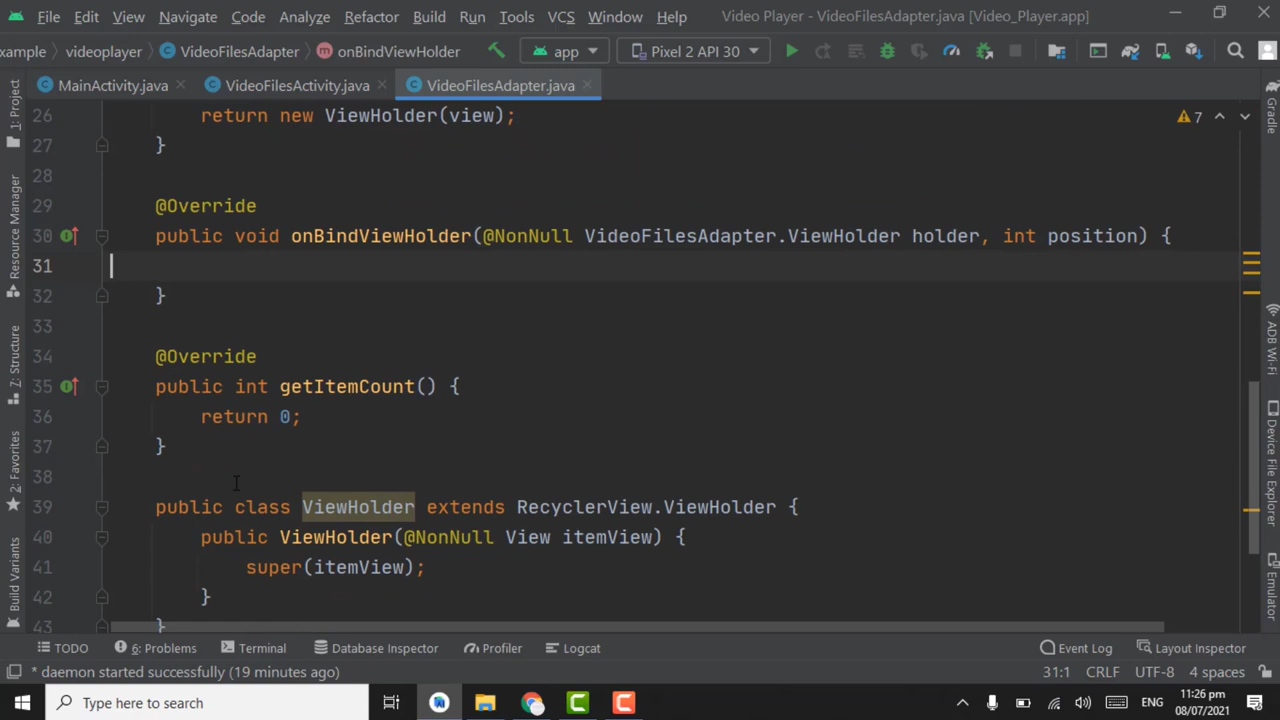 File Edit View Navigate Code Analyze Refactor Build Run Tools VCS Window Help Video Player - VideoFilesAdapter.java [Video_Player.app]
xample videoplayer VideoFilesAdapter onBindViewHolder app Pixel 2 API 30
MainActivity.java VideoFilesActivity.java VideoFilesAdapter.java
26 return new ViewHolder(view);
7
27 }
28
29 @Override
30 public void onBindViewHolder(@NonNull VideoFilesAdapter.ViewHolder holder, int position) {
31
32 }
33
34 @Override
35 public int getItemCount() {
36 return 0;
37 }
38
39 public class ViewHolder extends RecyclerView.ViewHolder {
40 public ViewHolder(@NonNull View itemView) {
41 super(itemView);
42 }
43 }
1: Project
Resource Manager
Z: Structure
2: Favorites
Build Variants
Gradle
ADB Wi-Fi
Device File Explorer
Emulator
TODO 6: Problems Terminal Database Inspector Profiler Logcat Event Log Layout Inspector
* daemon started successfully (19 minutes ago) 31:1 CRLF UTF-8 4 spaces
Type here to search ENG 11:26 pm
08/07/2021